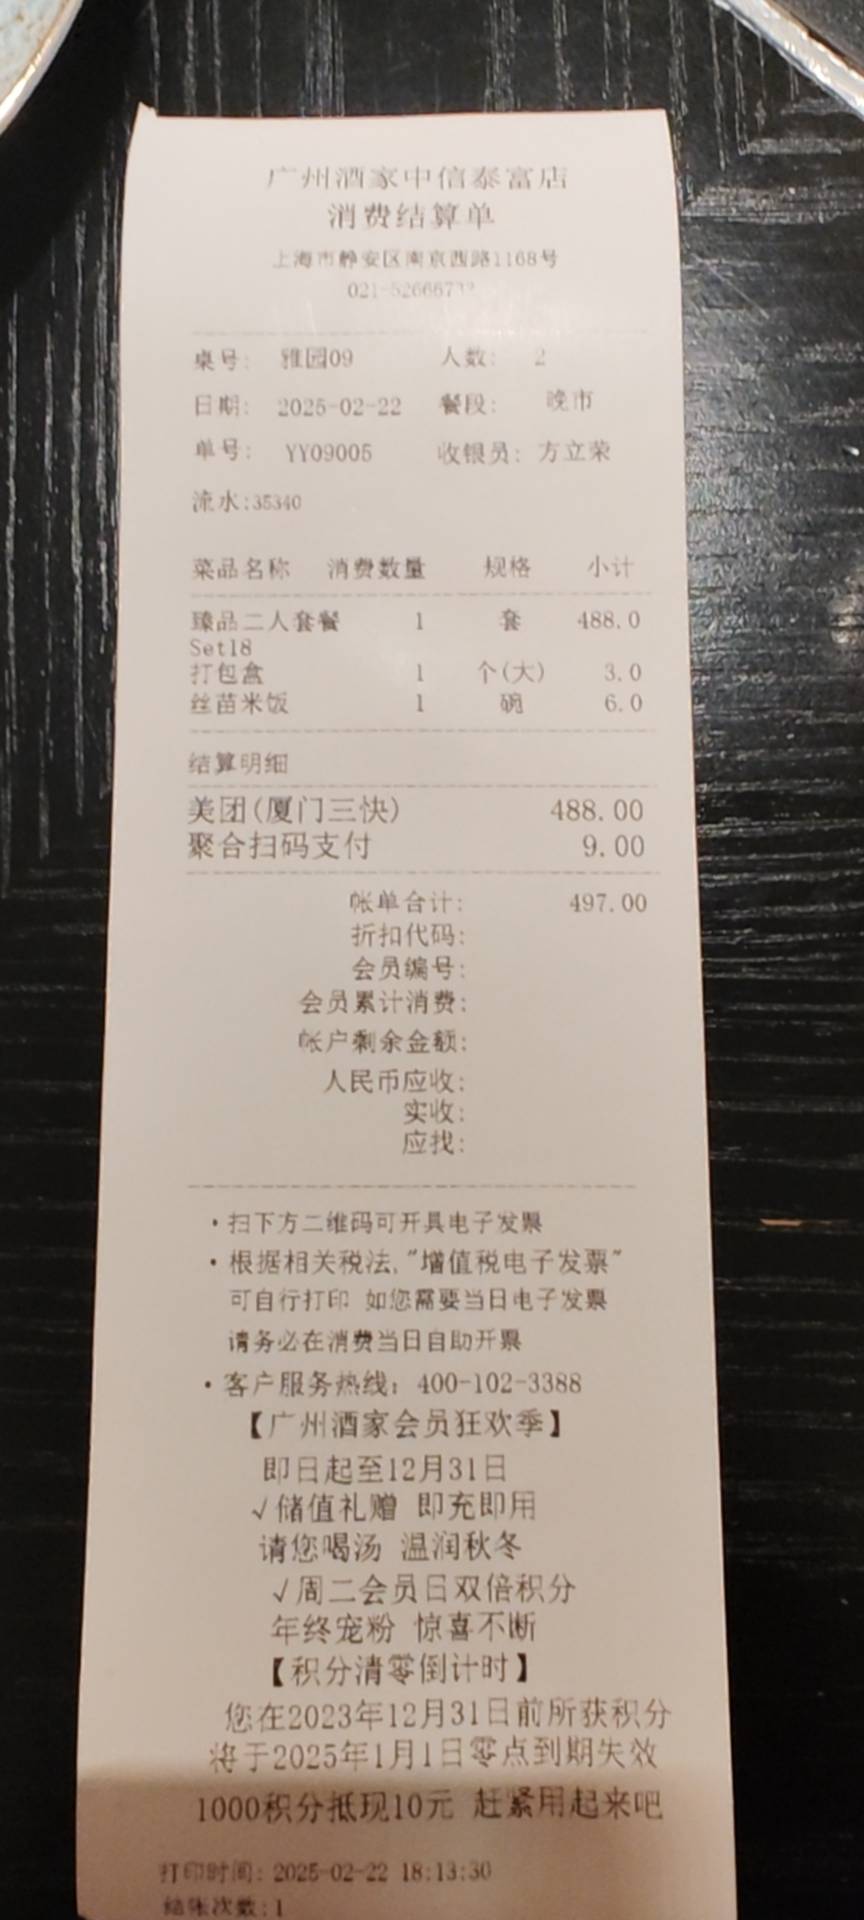 广州酒家中信泰富店
消费结算单
上海市静安区南京西路1168号
桌号: 雅园09 人数: 2
日期: 2025-02-22 餐段: 晚市
单号: YY09005 收银员: 方立荣
流水:35340
菜品名称 消费数量 规格 小计
臻品二人套餐 1 套 488.0
Set18
打包盒 1 个(大) 3.0
丝苗米饭 1 碗 6.0
结算明细
美团(厦门三快) 488.00
聚合扫码支付 9.00
帐单合计: 497.00
折扣代码:
会员编号:
会员累计消费:
帐户剩余金额:
人民币应收:
实收:
应找:
·扫下方二维码可开具电子发票
·根据相关税法,"增值税电子发票"
可自行打印 如您需要当日电子发票
请务必在消费当日自助开票
·客户服务热线: 400-102-3388
【广州酒家会员狂欢季】
即日起至12月31日
√储值礼赠 即充即用
请您喝汤 温润秋冬
√周二会员日双倍积分
年终宠粉 惊喜不断
【积分清零倒计时】
您在2023年12月31日前所获积分
将于2025年1月1日零点到期失效
1000积分抵现10元 赶紧用起来吧
打印时间: 2025-02-22 18:13:30
结账次数:1